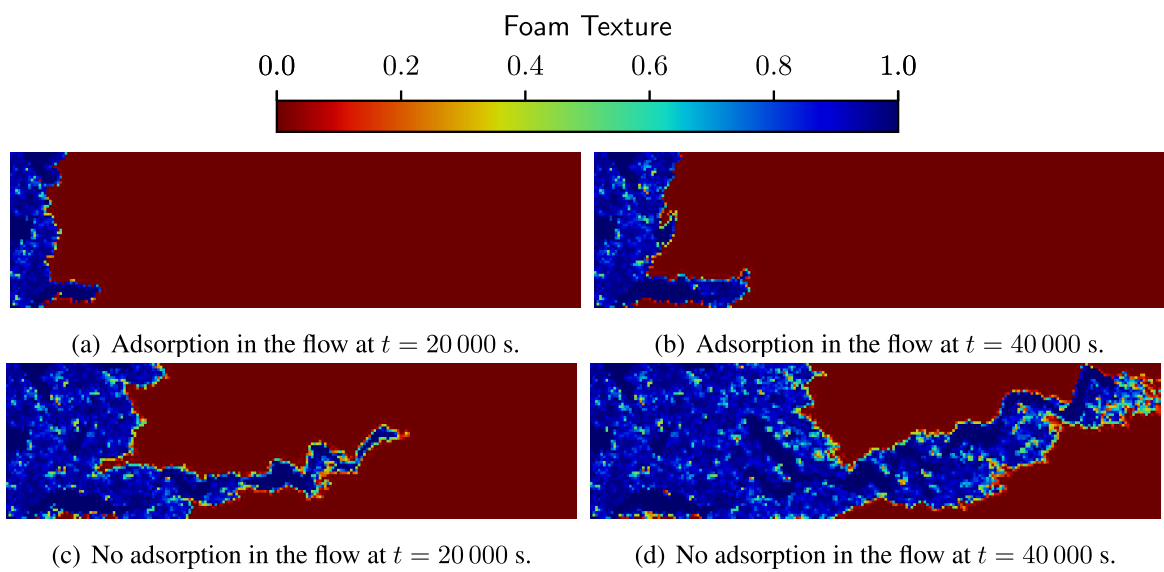 Foam Texture
0.0 0.2 0.4 0.6 0.8 1.0
(a) Adsorption in the flow at t = 20 000 s.
(b) Adsorption in the flow at t = 40 000 s.
(c) No adsorption in the flow at t = 20 000 s.
(d) No adsorption in the flow at t = 40 000 s.